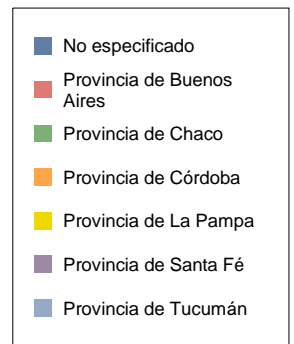 No especificado
Provincia de Buenos
Aires
Provincia de Chaco
Provincia de Córdoba
Provincia de La Pampa
Provincia de Santa Fé
Provincia de Tucumán